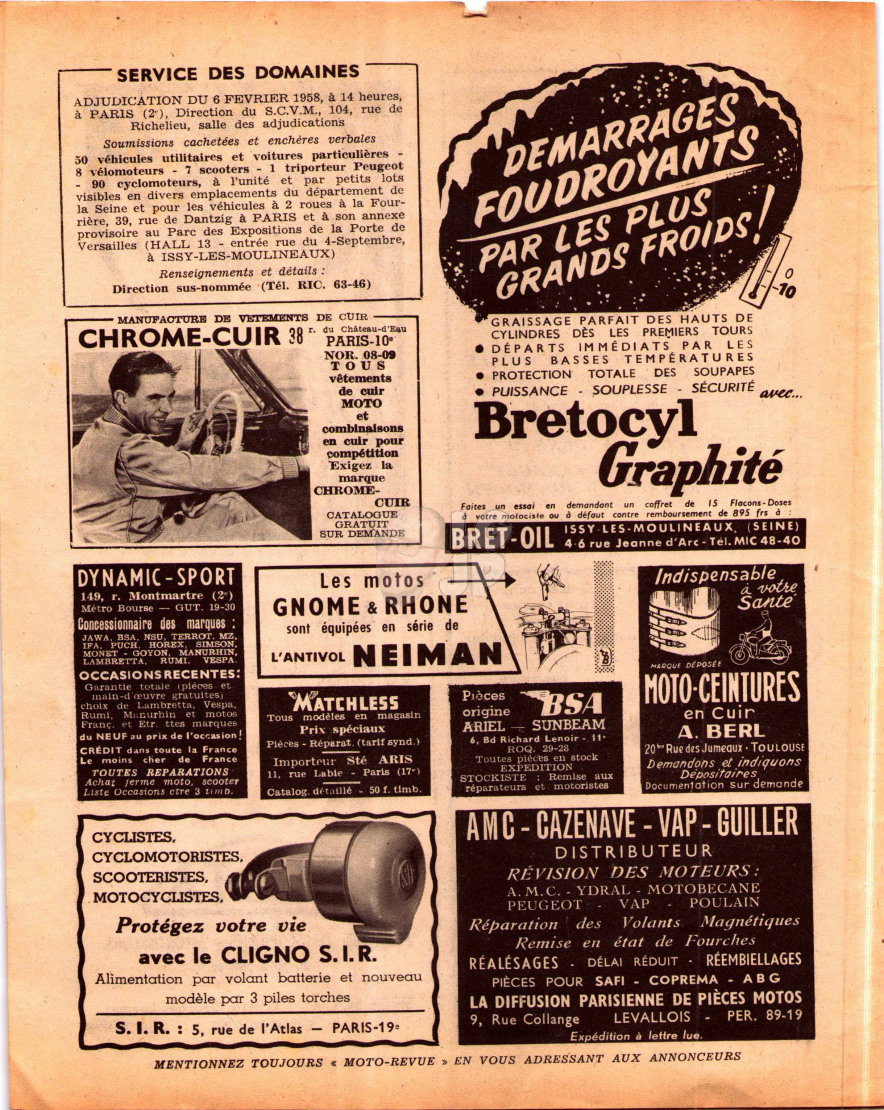 SERVICE DES DOMAINES
ADJUDICATION DU 6 FEVRIER 1958, à 14 heures,
à PARIS (2e), Direction du S.C.V.M., 104, rue de
Richelieu, salle des adjudications
Soumissions cachetées et enchères verbales
50 véhicules utilitaires et voitures particulières -
8 vélomoteurs - 7 scooters - 1 triporteur Peugeot
- 90 cyclomoteurs, à l'unité et par petits lots
visibles en divers emplacements du département de
la Seine et pour les véhicules à 2 roues à la Four-
rière, 39, rue de Dantzig à PARIS et à son annexe
provisoire au Parc des Expositions de la Porte de
Versailles (HALL 13 - entrée rue du 4-Septembre,
à ISSY-LES-MOULINEAUX)
Renseignements et détails :
Direction sus-nommée (Tél. RIC. 63-46)
DEMARRAGES
FOUDROYANTS
PAR LES PLUS
GRANDS FROIDS!
0
-10
• GRAISSAGE PARFAIT DES HAUTS DE
CYLINDRES DÈS LES PREMIERS TOURS
• DÉPARTS IMMÉDIATS PAR LES
PLUS BASSES TEMPÉRATURES
• PROTECTION TOTALE DES SOUPAPES
• PUISSANCE - SOUPLESSE - SÉCURITÉ
avec...
Bretocyl
Graphité
Faites un essai en demandant un coffret de 15 Flacons-Doses
à votre motociste ou à défaut contre remboursement de 895 frs à :
BRET-OIL
ISSY-LES-MOULINEAUX, (SEINE)
4-6 rue Jeanne d'Arc - Tél. MIC 48-40
MANUFACTURE DE VETEMENTS DE CUIR
CHROME-CUIR 38 r. du Château-d'Eau
PARIS-10e
NOR. 08-09
TOUS
vêtements
de cuir
MOTO
et
combinaisons
en cuir pour
compétition
Exigez la
marque
CHROME-
CUIR
CATALOGUE
GRATUIT
SUR DEMANDE
DYNAMIC-SPORT
149, r. Montmartre (2e)
Métro Bourse — GUT. 19-30
Concessionnaire des marques :
JAWA, BSA, NSU, TERROT, MZ,
IFA, PUCH, HOREX, SIMSON,
MONET - GOYON, MANURHIN,
LAMBRETTA, RUMI, VESPA.
OCCASIONS RECENTES:
Garantie totale (pièces et
main-d'œuvre gratuites)
choix de Lambretta, Vespa,
Rumi, Manurhin et motos
Franç. et Etr. ttes marques
du NEUF au prix de l'occasion!
CRÉDIT dans toute la France
Le moins cher de France
TOUTES REPARATIONS
Achat ferme moto, scooter
Liste Occasions ctre 3 timb.
Les motos
GNOME & RHONE
sont équipées en série de
L'ANTIVOL NEIMAN
MATCHLESS
Tous modèles en magasin
Prix spéciaux
Pièces - Réparat. (tarif synd.)
Importeur Sté ARIS
11, rue Lable - Paris (17e)
Catalog. détaillé - 50 f. timb.
Pièces
origine BSA
ARIEL — SUNBEAM
6, Bd Richard Lenoir - 11e
ROQ. 29-28
Toutes pièces en stock
EXPEDITION
STOCKISTE : Remise aux
réparateurs et motoristes
Indispensable
à votre
Santé
MARQUE DÉPOSÉE
MOTO-CEINTURES
en Cuir
A. BERL
20bis Rue des Jumeaux - TOULOUSE
Demandons et indiquons
Dépositaires
Documentation sur demande
CYCLISTES,
CYCLOMOTORISTES,
SCOOTERISTES,
MOTOCYCLISTES,
Protégez votre vie
avec le CLIGNO S.I.R.
Alimentation par volant batterie et nouveau
modèle par 3 piles torches
S. I. R. : 5, rue de l'Atlas — PARIS-19e
AMC - CAZENAVE - VAP - GUILLER
DISTRIBUTEUR
RÉVISION DES MOTEURS :
A.M.C. - YDRAL - MOTOBECANE
PEUGEOT - VAP - POULAIN
Réparation des Volants Magnétiques
Remise en état de Fourches
RÉALÉSAGES - DÉLAI RÉDUIT - RÉEMBIELLAGES
PIÈCES POUR SAFI - COPREMA - ABG
LA DIFFUSION PARISIENNE DE PIÈCES MOTOS
9, Rue Collange LEVALLOIS - PER. 89-19
Expédition à lettre lue.
MENTIONNEZ TOUJOURS « MOTO-REVUE » EN VOUS ADRESSANT AUX ANNONCEURS